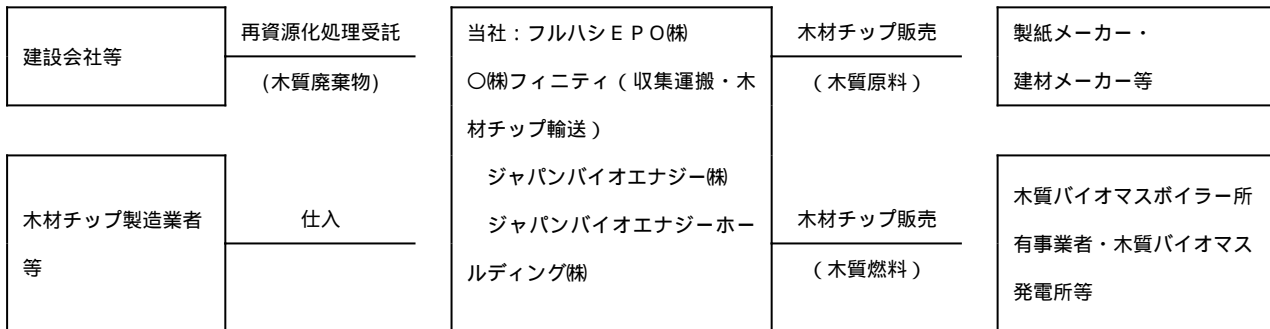 建設会社等
再資源化処理受託
(木質廃棄物)
木材チップ製造業者
等
仕入
当社:フルハシEPO㈱
○㈱フィニティ(収集運搬・木
材チップ輸送)
ジャパンバイオエナジー㈱
ジャパンバイオエナジーホー
ルディング㈱
木材チップ販売
(木質原料)
製紙メーカー・
建材メーカー等
木材チップ販売
(木質燃料)
木質バイオマスボイラー所
有事業者・木質バイオマス
発電所等